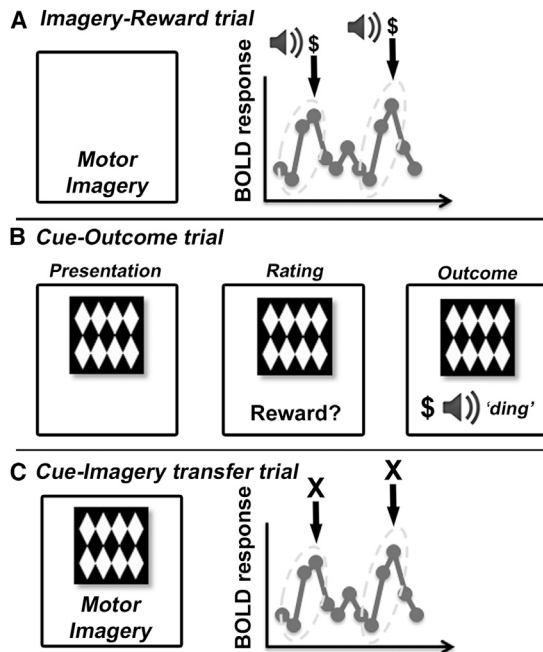 A Imagery-Reward trial
$ $
Motor
Imagery
BOLD response
B Cue-Outcome trial
Presentation Rating Outcome
Reward?
$ 'ding'
C Cue-Imagery transfer trial
X X
Motor
Imagery
BOLD response